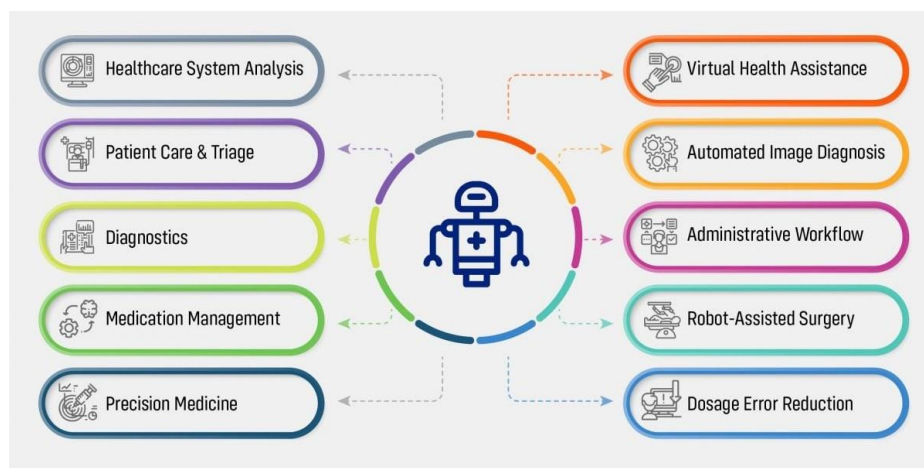 Healthcare System Analysis
Patient Care & Triage
Diagnostics
Medication Management
Precision Medicine
Virtual Health Assistance
Automated Image Diagnosis
Administrative Workflow
Robot-Assisted Surgery
Dosage Error Reduction